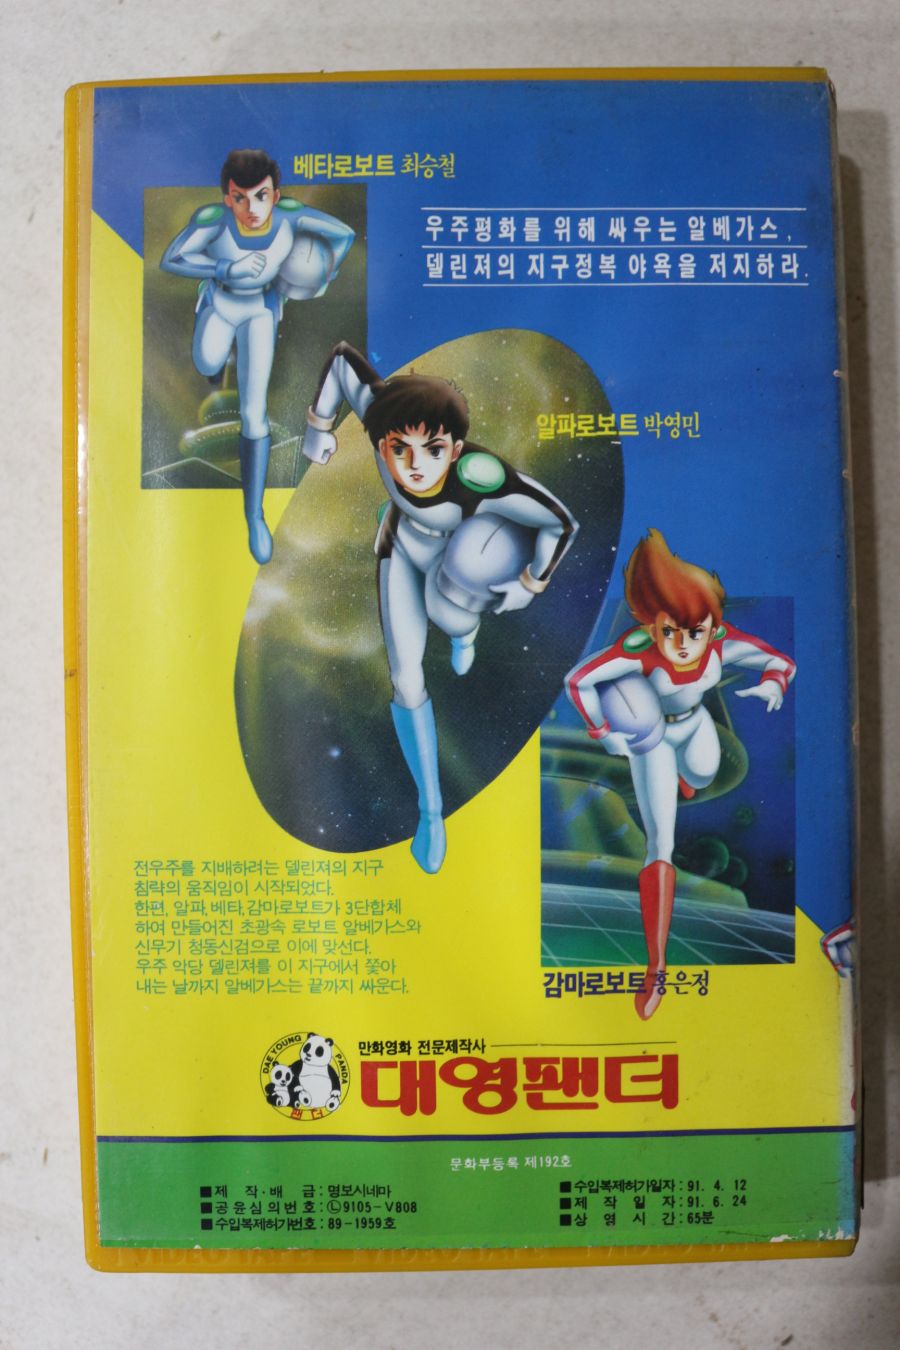 베타로보트 최승철
우주평화를 위해 싸우는 알베가스,
델린져의 지구정복 야욕을 저지하라.
알파로보트 박영민
전우주를 지배하려는 델린져의 지구
침략의 움직임이 시작되었다.
한편, 알파, 베타, 감마로보트가 3단합체
하여 만들어진 초광속 로보트 알베가스와
신무기 청동신검으로 이에 맞선다.
우주 악당 델린져를 이 지구에서 쫓아
내는 날까지 알베가스는 끝까지 싸운다.
감마로보트 홍은정
DAE YOUNG PANDA
팬더
만화영화 전문제작사
대영팬더
문화부등록 제192호
■제 작·배 급: 명보시네마
■공윤심의번호: Ⓛ9105-V808
■수입복제허가번호: 89-1959호
■수입복제허가일자: 91. 4. 12
■제 작 일 자: 91. 6. 24
■상 영 시 간: 65분